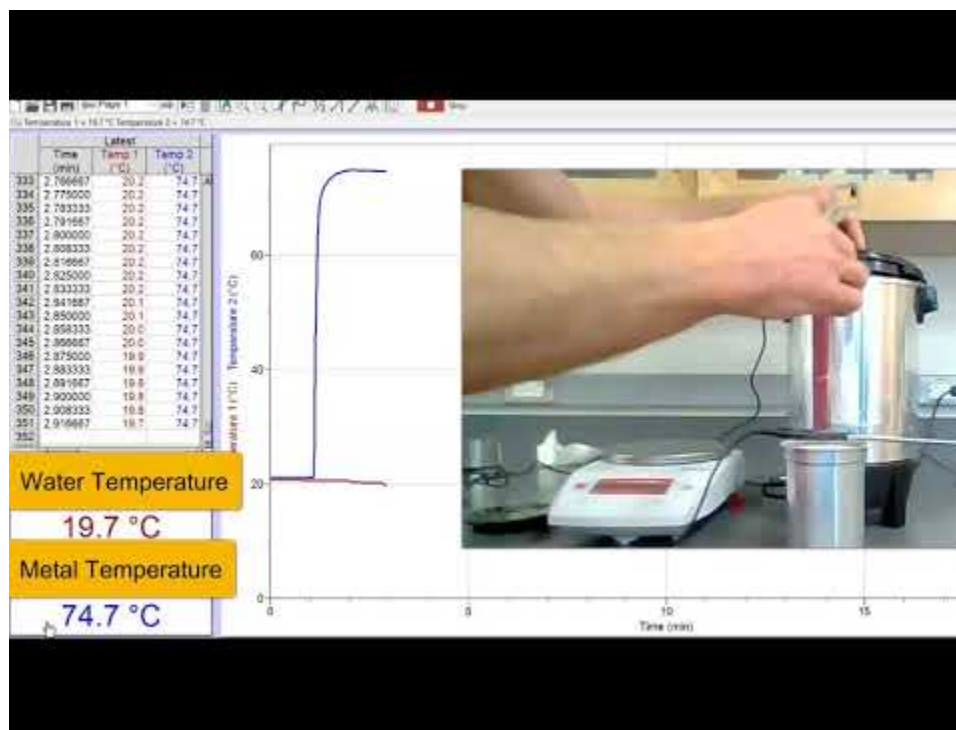 Page 1
Latest
Time Temp 1 Temp 2
(min) (°C) (°C)
333 2.766667 20.2 74.7
334 2.775000 20.2 74.7
335 2.783333 20.2 74.7
336 2.791667 20.2 74.7
337 2.800000 20.2 74.7
338 2.808333 20.2 74.7
339 2.816667 20.2 74.7
340 2.825000 20.2 74.7
341 2.833333 20.2 74.7
342 2.841667 20.1 74.7
343 2.850000 20.1 74.7
344 2.858333 20.0 74.7
345 2.866667 20.0 74.7
346 2.875000 19.9 74.7
347 2.883333 19.8 74.7
348 2.891667 19.8 74.7
349 2.900000 19.8 74.7
350 2.908333 19.8 74.7
351 2.916667 19.7 74.7
352
Water Temperature
19.7 °C
Metal Temperature
74.7 °C
Temperature 2 (°C)
60
40
20
0
0 5 10 15
Time (min)